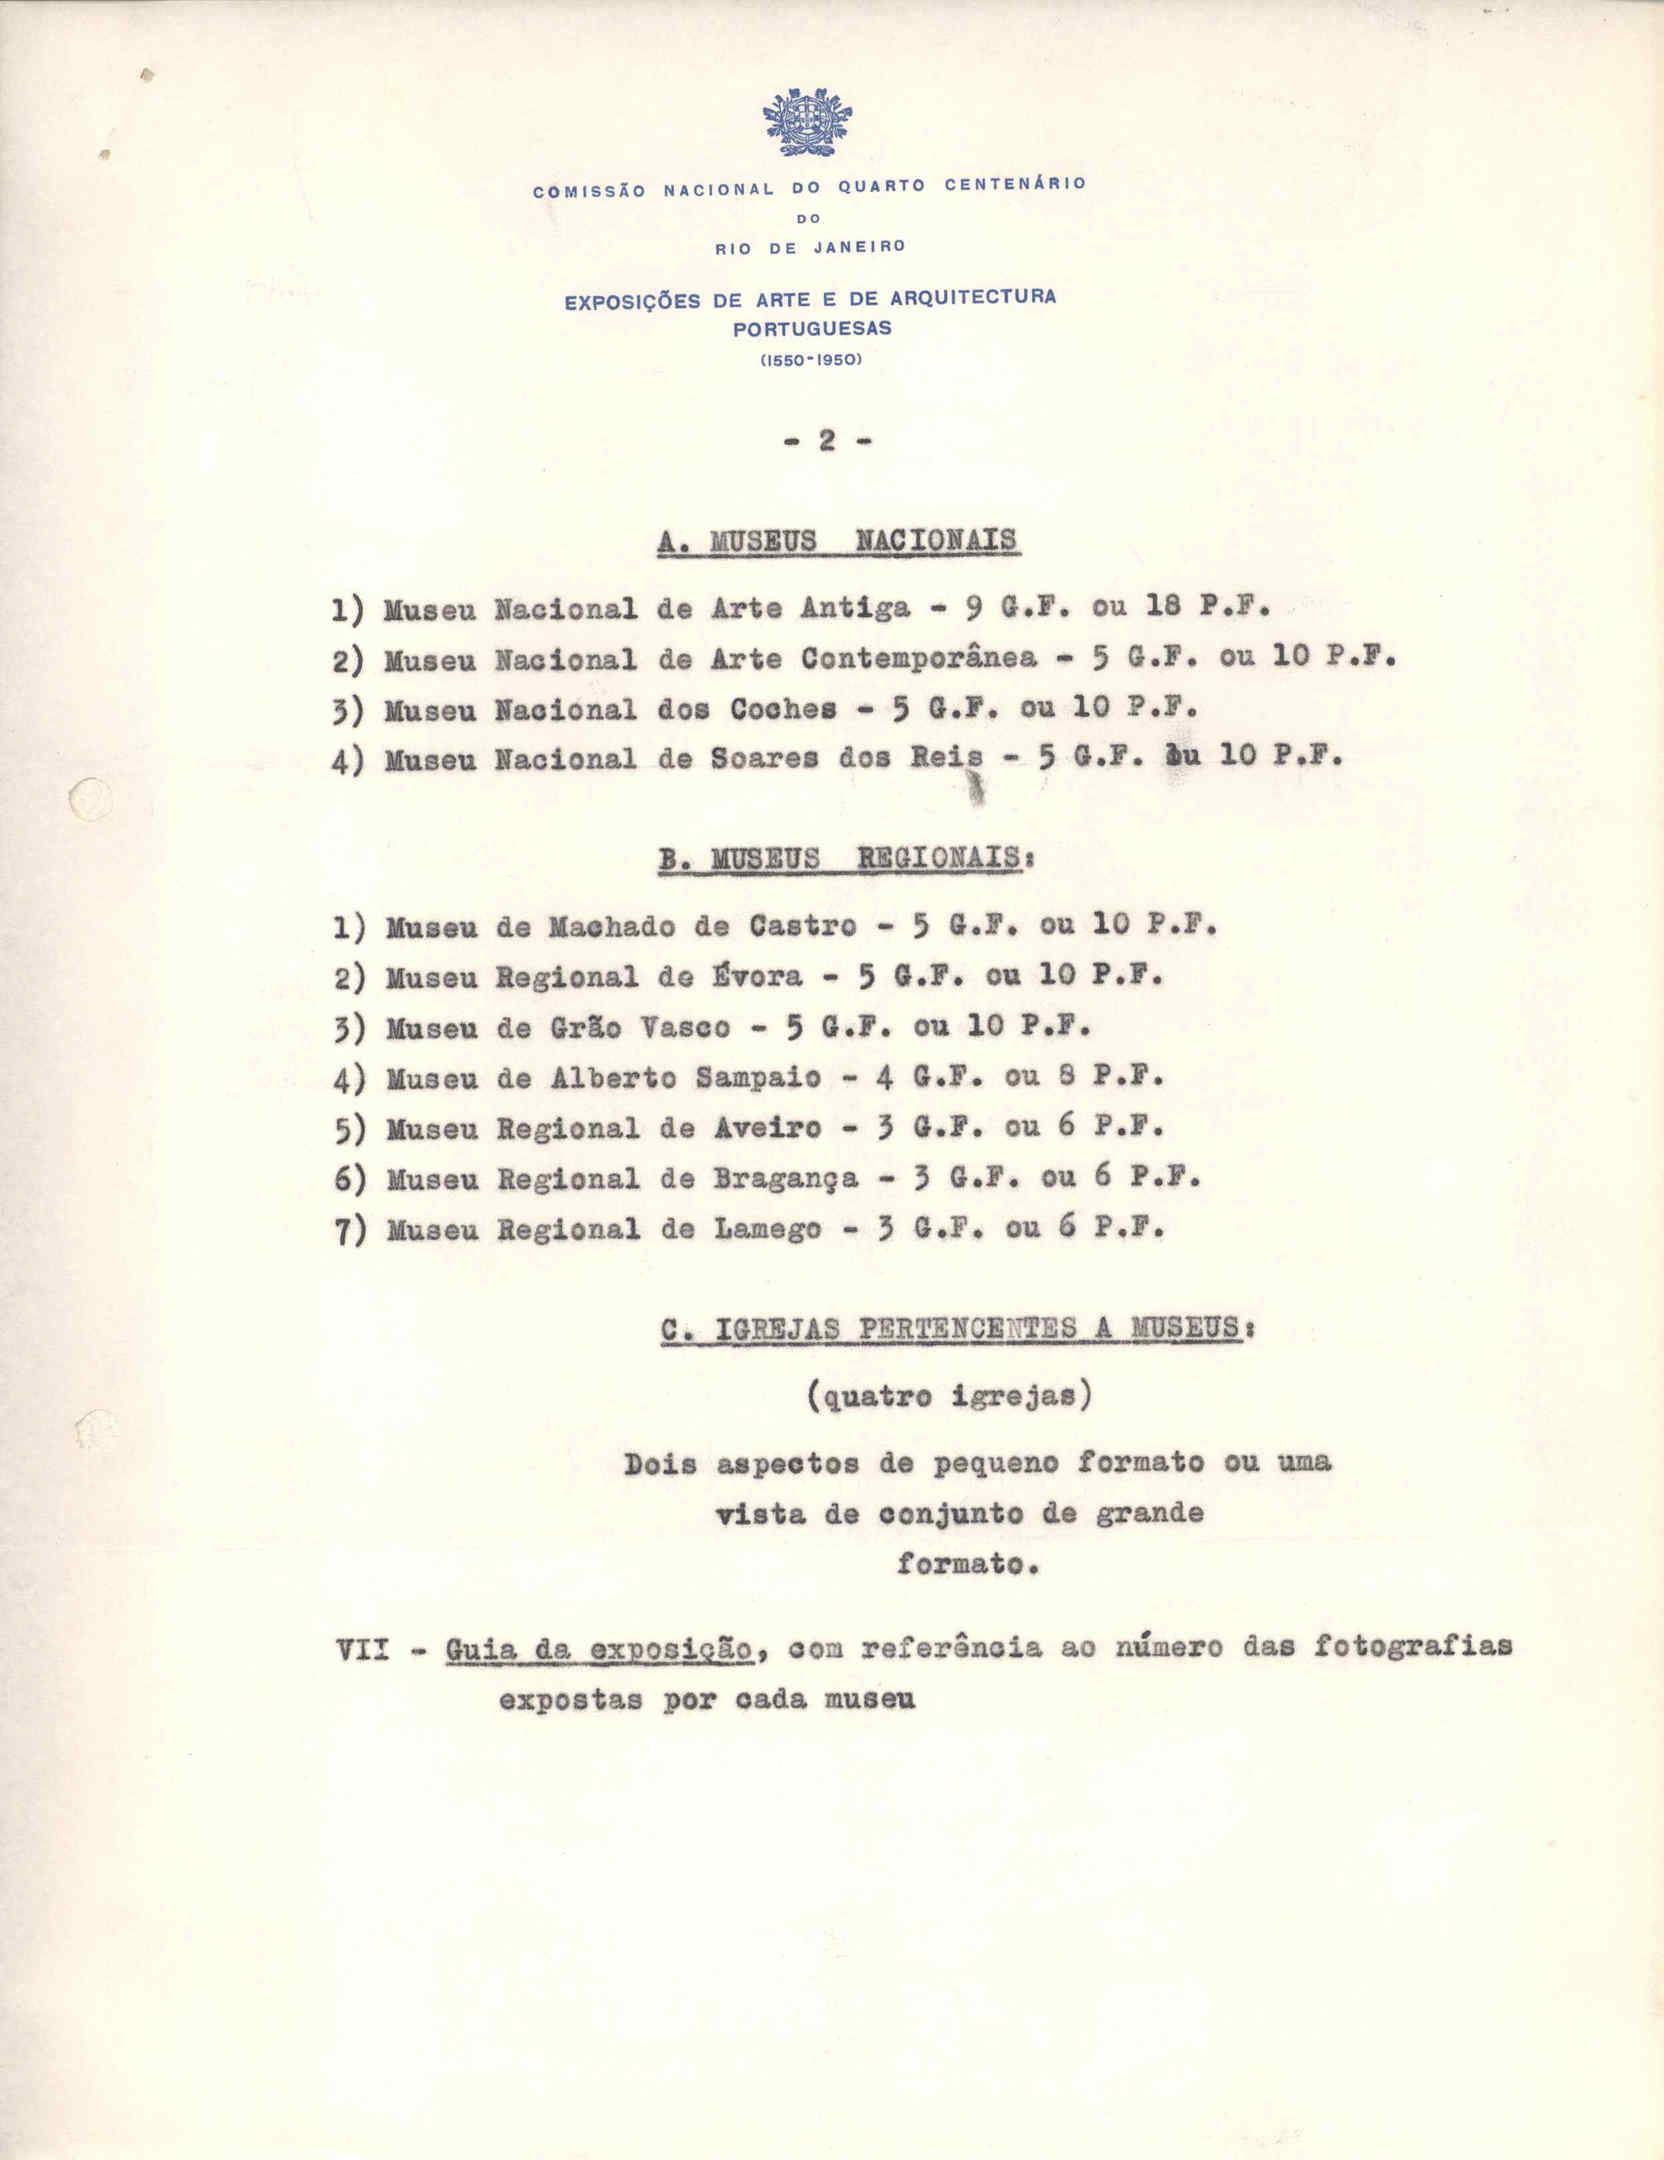 COMISSÃO NACIONAL DO QUARTO CENTENÁRIO
DO
RIO DE JANEIRO
EXPOSIÇÕES DE ARTE E DE ARQUITECTURA
PORTUGUESAS
(1550-1950)
- 2 -
A. MUSEUS NACIONAIS
1) Museu Nacional de Arte Antiga - 9 G.F. ou 18 P.F.
2) Museu Nacional de Arte Contemporânea - 5 G.F. ou 10 P.F.
3) Museu Nacional dos Coches - 5 G.F. ou 10 P.F.
4) Museu Nacional de Soares dos Reis - 5 G.F. ou 10 P.F.
B. MUSEUS REGIONAIS:
1) Museu de Machado de Castro - 5 G.F. ou 10 P.F.
2) Museu Regional de Évora - 5 G.F. ou 10 P.F.
3) Museu de Grão Vasco - 5 G.F. ou 10 P.F.
4) Museu de Alberto Sampaio - 4 G.F. ou 8 P.F.
5) Museu Regional de Aveiro - 3 G.F. ou 6 P.F.
6) Museu Regional de Bragança - 3 G.F. ou 6 P.F.
7) Museu Regional de Lamego - 3 G.F. ou 6 P.F.
C. IGREJAS PERTENCENTES A MUSEUS:
(quatro igrejas)
Dois aspectos de pequeno formato ou uma
vista de conjunto de grande
formato.
VII - Guia da exposição, com referência ao número das fotografias
expostas por cada museu